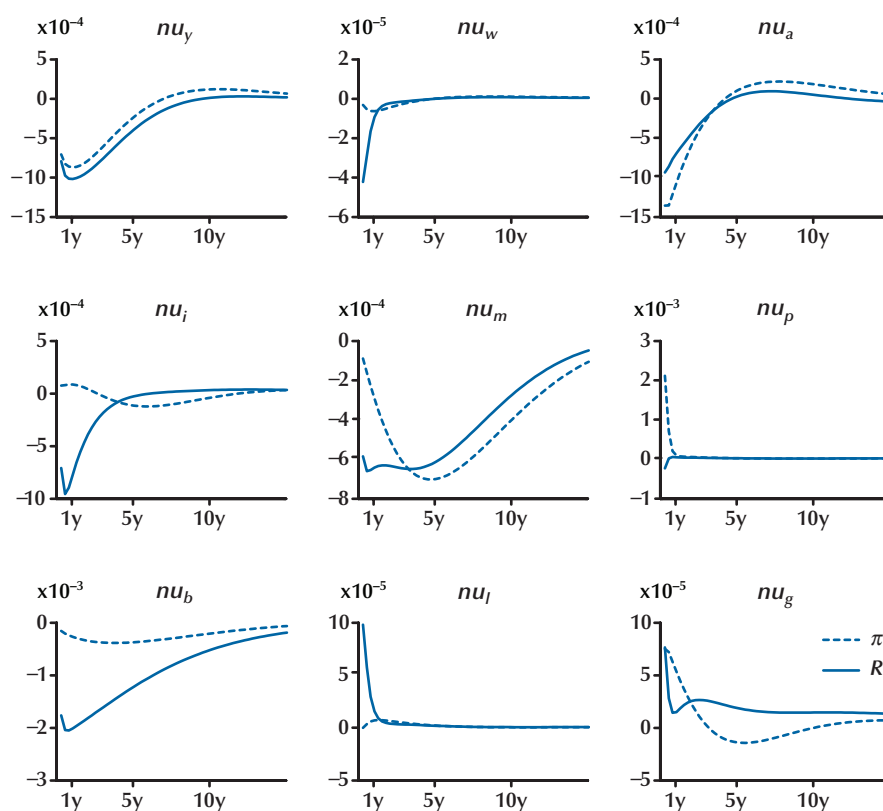 x10⁻⁴ nu_y
5
0
−5
−10
−15
1y 5y 10y
x10⁻⁵ nu_w
2
0
−2
−4
−6
1y 5y 10y
x10⁻⁴ nu_a
5
0
−5
−10
−15
1y 5y 10y
x10⁻⁴ nu_i
5
0
−5
−10
1y 5y 10y
x10⁻⁴ nu_m
0
−2
−4
−6
−8
1y 5y 10y
x10⁻³ nu_p
3
2
1
0
−1
1y 5y 10y
x10⁻³ nu_b
0
−1
−2
−3
1y 5y 10y
x10⁻⁵ nu_l
10
5
0
−5
1y 5y 10y
x10⁻⁵ nu_g
10
5
0
−5
1y 5y 10y
π
R